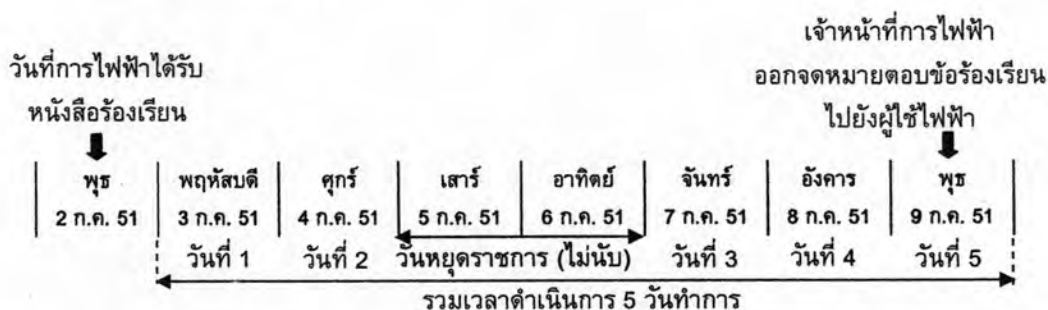 เจ้าหน้าที่การไฟฟ้า
วันที่การไฟฟ้าได้รับ
ออกจดหมายตอบข้อร้องเรียน
หนังสือร้องเรียน
ไปยังผู้ใช้ไฟฟ้า
พุธ พฤหัสบดี ศุกร์ เสาร์ อาทิตย์ จันทร์ อังคาร พุธ
2 ก.ค. 51 3 ก.ค. 51 4 ก.ค. 51 5 ก.ค. 51 6 ก.ค. 51 7 ก.ค. 51 8 ก.ค. 51 9 ก.ค. 51
วันที่ 1 วันที่ 2 วันหยุดราชการ (ไม่นับ) วันที่ 3 วันที่ 4 วันที่ 5
รวมเวลาดำเนินการ 5 วันทำการ